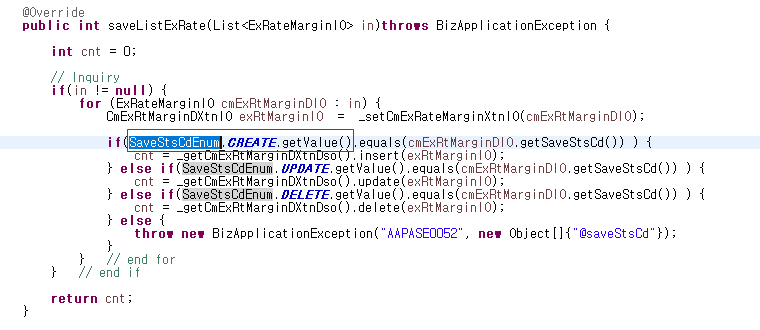 @Override
public int saveListExRate(List<ExRateMarginIO> in)throws BizApplicationException {
int cnt = 0;
// Inquiry
if(in != null) {
for (ExRateMarginIO cmExRtMarginDIO : in) {
CmExRtMarginDXtnIO exRtMarginIO = _setCmExRateMarginXtnIO(cmExRtMarginDIO);
if(SaveStsCdEnum.CREATE.getValue().equals(cmExRtMarginDIO.getSaveStsCd()) ) {
cnt = _getCmExRtMarginDXtnDso().insert(exRtMarginIO);
} else if(SaveStsCdEnum.UPDATE.getValue().equals(cmExRtMarginDIO.getSaveStsCd()) ) {
cnt = _getCmExRtMarginDXtnDso().update(exRtMarginIO);
} else if(SaveStsCdEnum.DELETE.getValue().equals(cmExRtMarginDIO.getSaveStsCd()) ) {
cnt = _getCmExRtMarginDXtnDso().delete(exRtMarginIO);
} else {
throw new BizApplicationException("AAPASE0052", new Object[]{"@saveStsCd"});
}
} // end for
} // end if
return cnt;
}